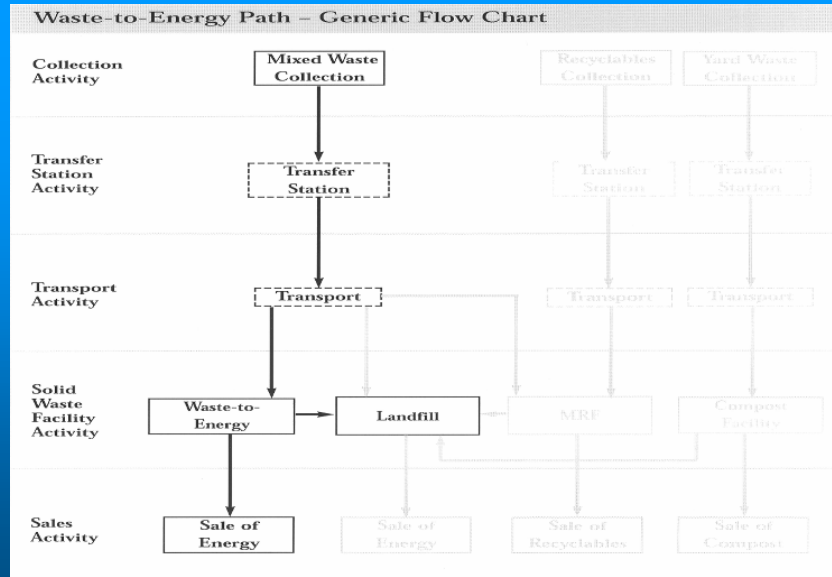 Waste-to-Energy Path – Generic Flow Chart
Collection
Activity
Mixed Waste
Collection
Recyclables
Collection
Yard Waste
Collection
Transfer
Station
Activity
Transfer
Station
Transfer
Station
Transfer
Station
Transport
Activity
Transport
Transport
Transport
Solid
Waste
Facility
Activity
Waste-to-
Energy
Landfill
MRF
Compost
Facility
Sales
Activity
Sale of
Energy
Sale of
Energy
Sale of
Recyclables
Sale of
Compost